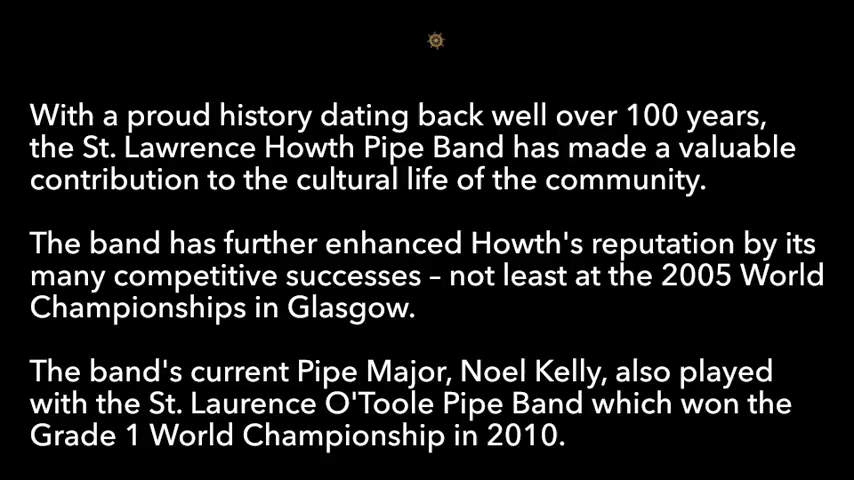 With a proud history dating back well over 100 years,
the St. Lawrence Howth Pipe Band has made a valuable
contribution to the cultural life of the community.
The band has further enhanced Howth's reputation by its
many competitive successes – not least at the 2005 World
Championships in Glasgow.
The band's current Pipe Major, Noel Kelly, also played
with the St. Laurence O'Toole Pipe Band which won the
Grade 1 World Championship in 2010.